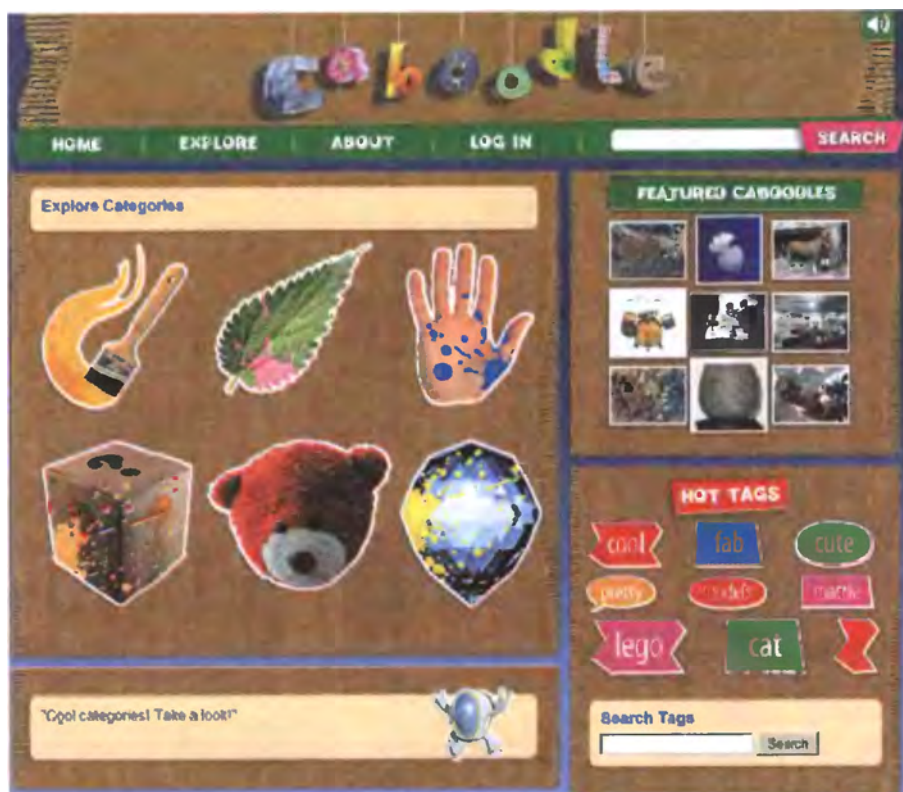 Caboodle
HOME EXPLORE ABOUT LOG IN SEARCH
Explore Categories
FEATURED CABOODLES
HOT TAGS
cool fab cute
pretty
lego cat
"Cool categories! Take a look!"
Search Tags
Search